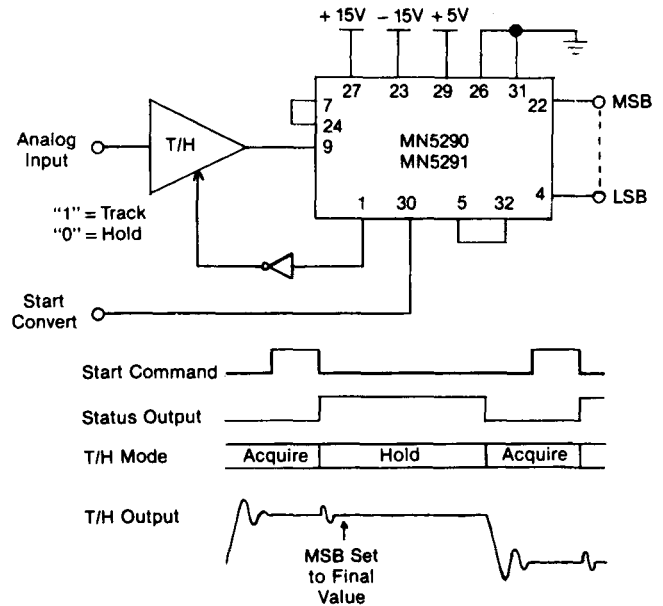 +15V -15V +5V
27 23 29 26 31
7 22 MSB
24
T/H MN5290
Analog Input 9 MN5291
4 LSB
1 30 5 32
"1" = Track
"0" = Hold
Start
Convert
Start Command
Status Output
T/H Mode Acquire Hold Acquire
T/H Output
MSB Set
to Final
Value